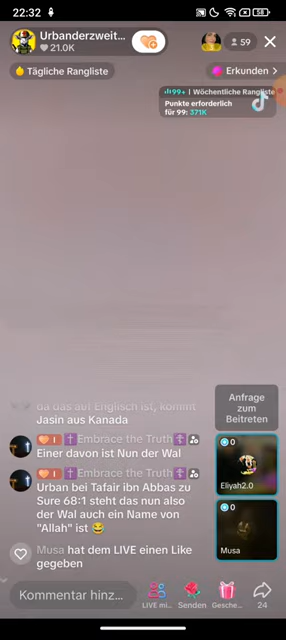 22:32
58
Urbanderzweit...
21.0K
59
Tägliche Rangliste
Erkunden
99+ | Wöchentliche Rangliste
Punkte erforderlich
für 99: 371K
da das auf Englisch ist, kommt
Jasin aus Kanada
1 Embrace the Truth
Einer davon ist Nun der Wal
1 Embrace the Truth
Urban bei Tafair ibn Abbas zu
Sure 68:1 steht das nun also
der Wal auch ein Name von
"Allah" ist 😂
Musa hat dem LIVE einen Like
gegeben
Anfrage
zum
Beitreten
0
Eliyah2.0
0
Musa
Kommentar hinz...
LIVE mi...
Senden
Gesche...
24